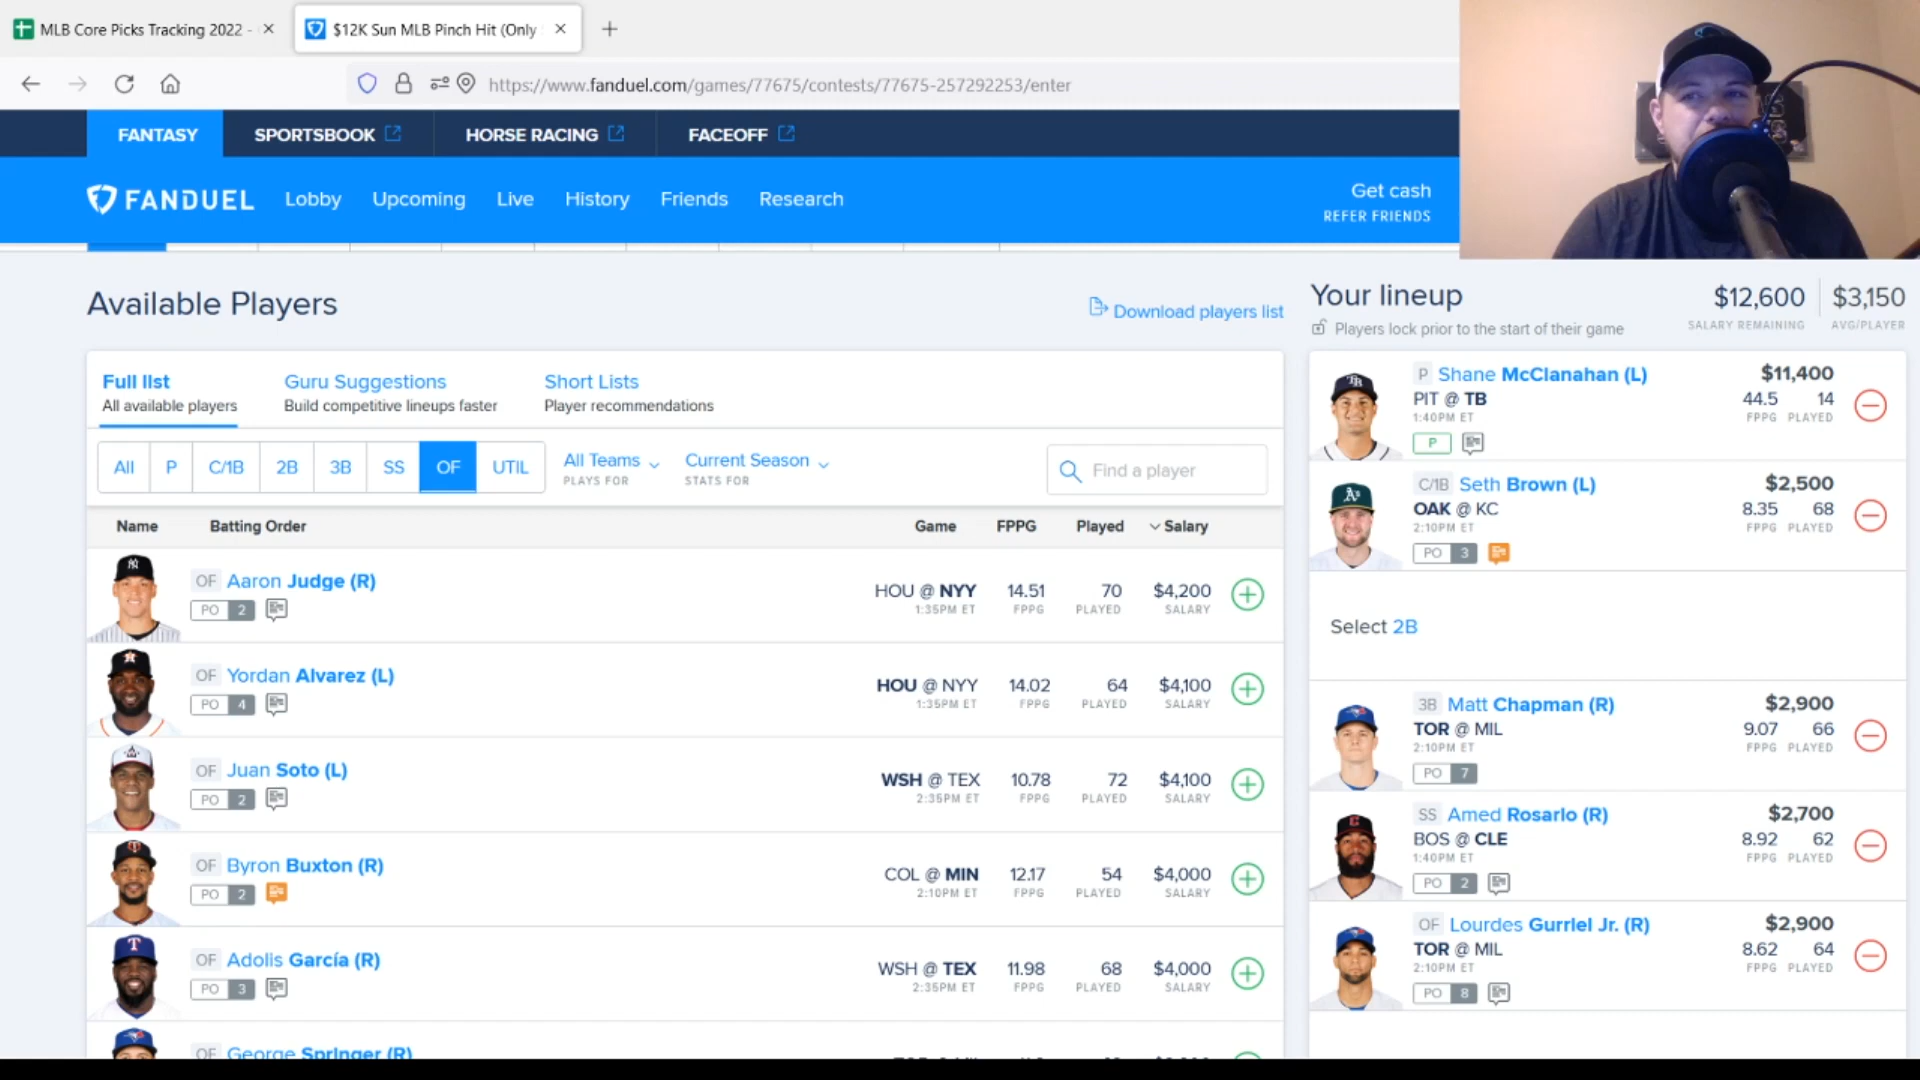 MLB Core Picks Tracking 2022 -
$12K Sun MLB Pinch Hit (Only
https://www.fanduel.com/games/77675/contests/77675-257292253/enter
FANTASY SPORTSBOOK HORSE RACING FACEOFF
FANDUEL Lobby Upcoming Live History Friends Research
Get cash
REFER FRIENDS
Available Players
Download players list
Full list
All available players
Guru Suggestions
Build competitive lineups faster
Short Lists
Player recommendations
All P C/1B 2B 3B SS OF UTIL
All Teams
PLAYS FOR
Current Season
STATS FOR
Find a player
Name Batting Order Game FPPG Played Salary
OF Aaron Judge (R)
PO 2
HOU @ NYY 14.51 70 $4,200
1:35PM ET FPPG PLAYED SALARY
OF Yordan Alvarez (L)
PO 4
HOU @ NYY 14.02 64 $4,100
1:35PM ET FPPG PLAYED SALARY
OF Juan Soto (L)
PO 2
WSH @ TEX 10.78 72 $4,100
2:35PM ET FPPG PLAYED SALARY
OF Byron Buxton (R)
PO 2
COL @ MIN 12.17 54 $4,000
2:10PM ET FPPG PLAYED SALARY
OF Adolis García (R)
PO 3
WSH @ TEX 11.98 68 $4,000
2:35PM ET FPPG PLAYED SALARY
OF George Springer (R)
Your lineup
Players lock prior to the start of their game
$12,600
SALARY REMAINING
$3,150
AVG/PLAYER
P Shane McClanahan (L) $11,400
PIT @ TB 44.5 14
1:40PM ET FPPG PLAYED
P
C/1B Seth Brown (L) $2,500
OAK @ KC 8.35 68
2:10PM ET FPPG PLAYED
PO 3
Select 2B
3B Matt Chapman (R) $2,900
TOR @ MIL 9.07 66
2:10PM ET FPPG PLAYED
PO 7
SS Amed Rosario (R) $2,700
BOS @ CLE 8.92 62
1:40PM ET FPPG PLAYED
PO 2
OF Lourdes Gurriel Jr. (R) $2,900
TOR @ MIL 8.62 64
2:10PM ET FPPG PLAYED
PO 8